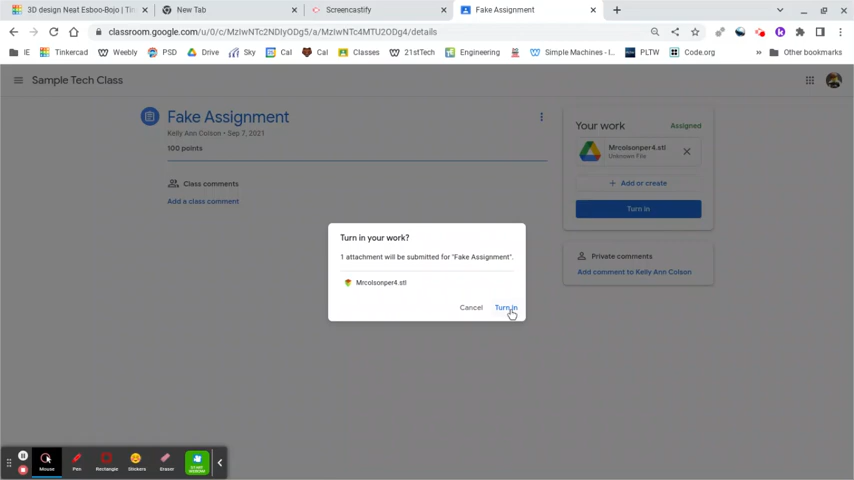 3D design Neat Esboo-Bojo | Tin
New Tab
Screencastify
Fake Assignment
classroom.google.com/u/0/c/MzIwNTc2NDIyODg5/a/MzIwNTc4MTU2ODg4/details
IE
Tinkercad
Weebly
PSD
Drive
Sky
Cal
Cal
Classes
21stTech
Engineering
Simple Machines - I...
PLTW
Code.org
»
Other bookmarks
Sample Tech Class
Fake Assignment
Kelly Ann Colson • Sep 7, 2021
100 points
Class comments
Add a class comment
Your work
Assigned
Mrcolsonper4.stl
Unknown File
+ Add or create
Turn in
Private comments
Add comment to Kelly Ann Colson
Turn in your work?
1 attachment will be submitted for "Fake Assignment".
Mrcolsonper4.stl
Cancel
Turn in
Mouse
Pen
Rectangle
Stickers
Eraser